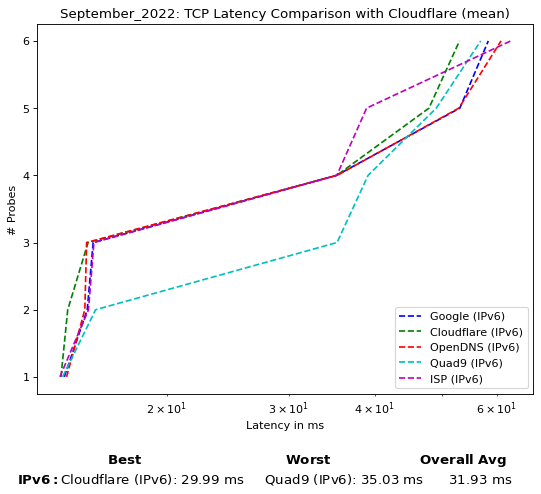 September_2022: TCP Latency Comparison with Cloudflare (mean)
# Probes
6
5
4
3
2
1
Google (IPv6)
Cloudflare (IPv6)
OpenDNS (IPv6)
Quad9 (IPv6)
ISP (IPv6)
2 × 10¹ 3 × 10¹ 4 × 10¹ 6 × 10¹
Latency in ms
Best Worst Overall Avg
IPv6: Cloudflare (IPv6): 29.99 ms Quad9 (IPv6): 35.03 ms 31.93 ms